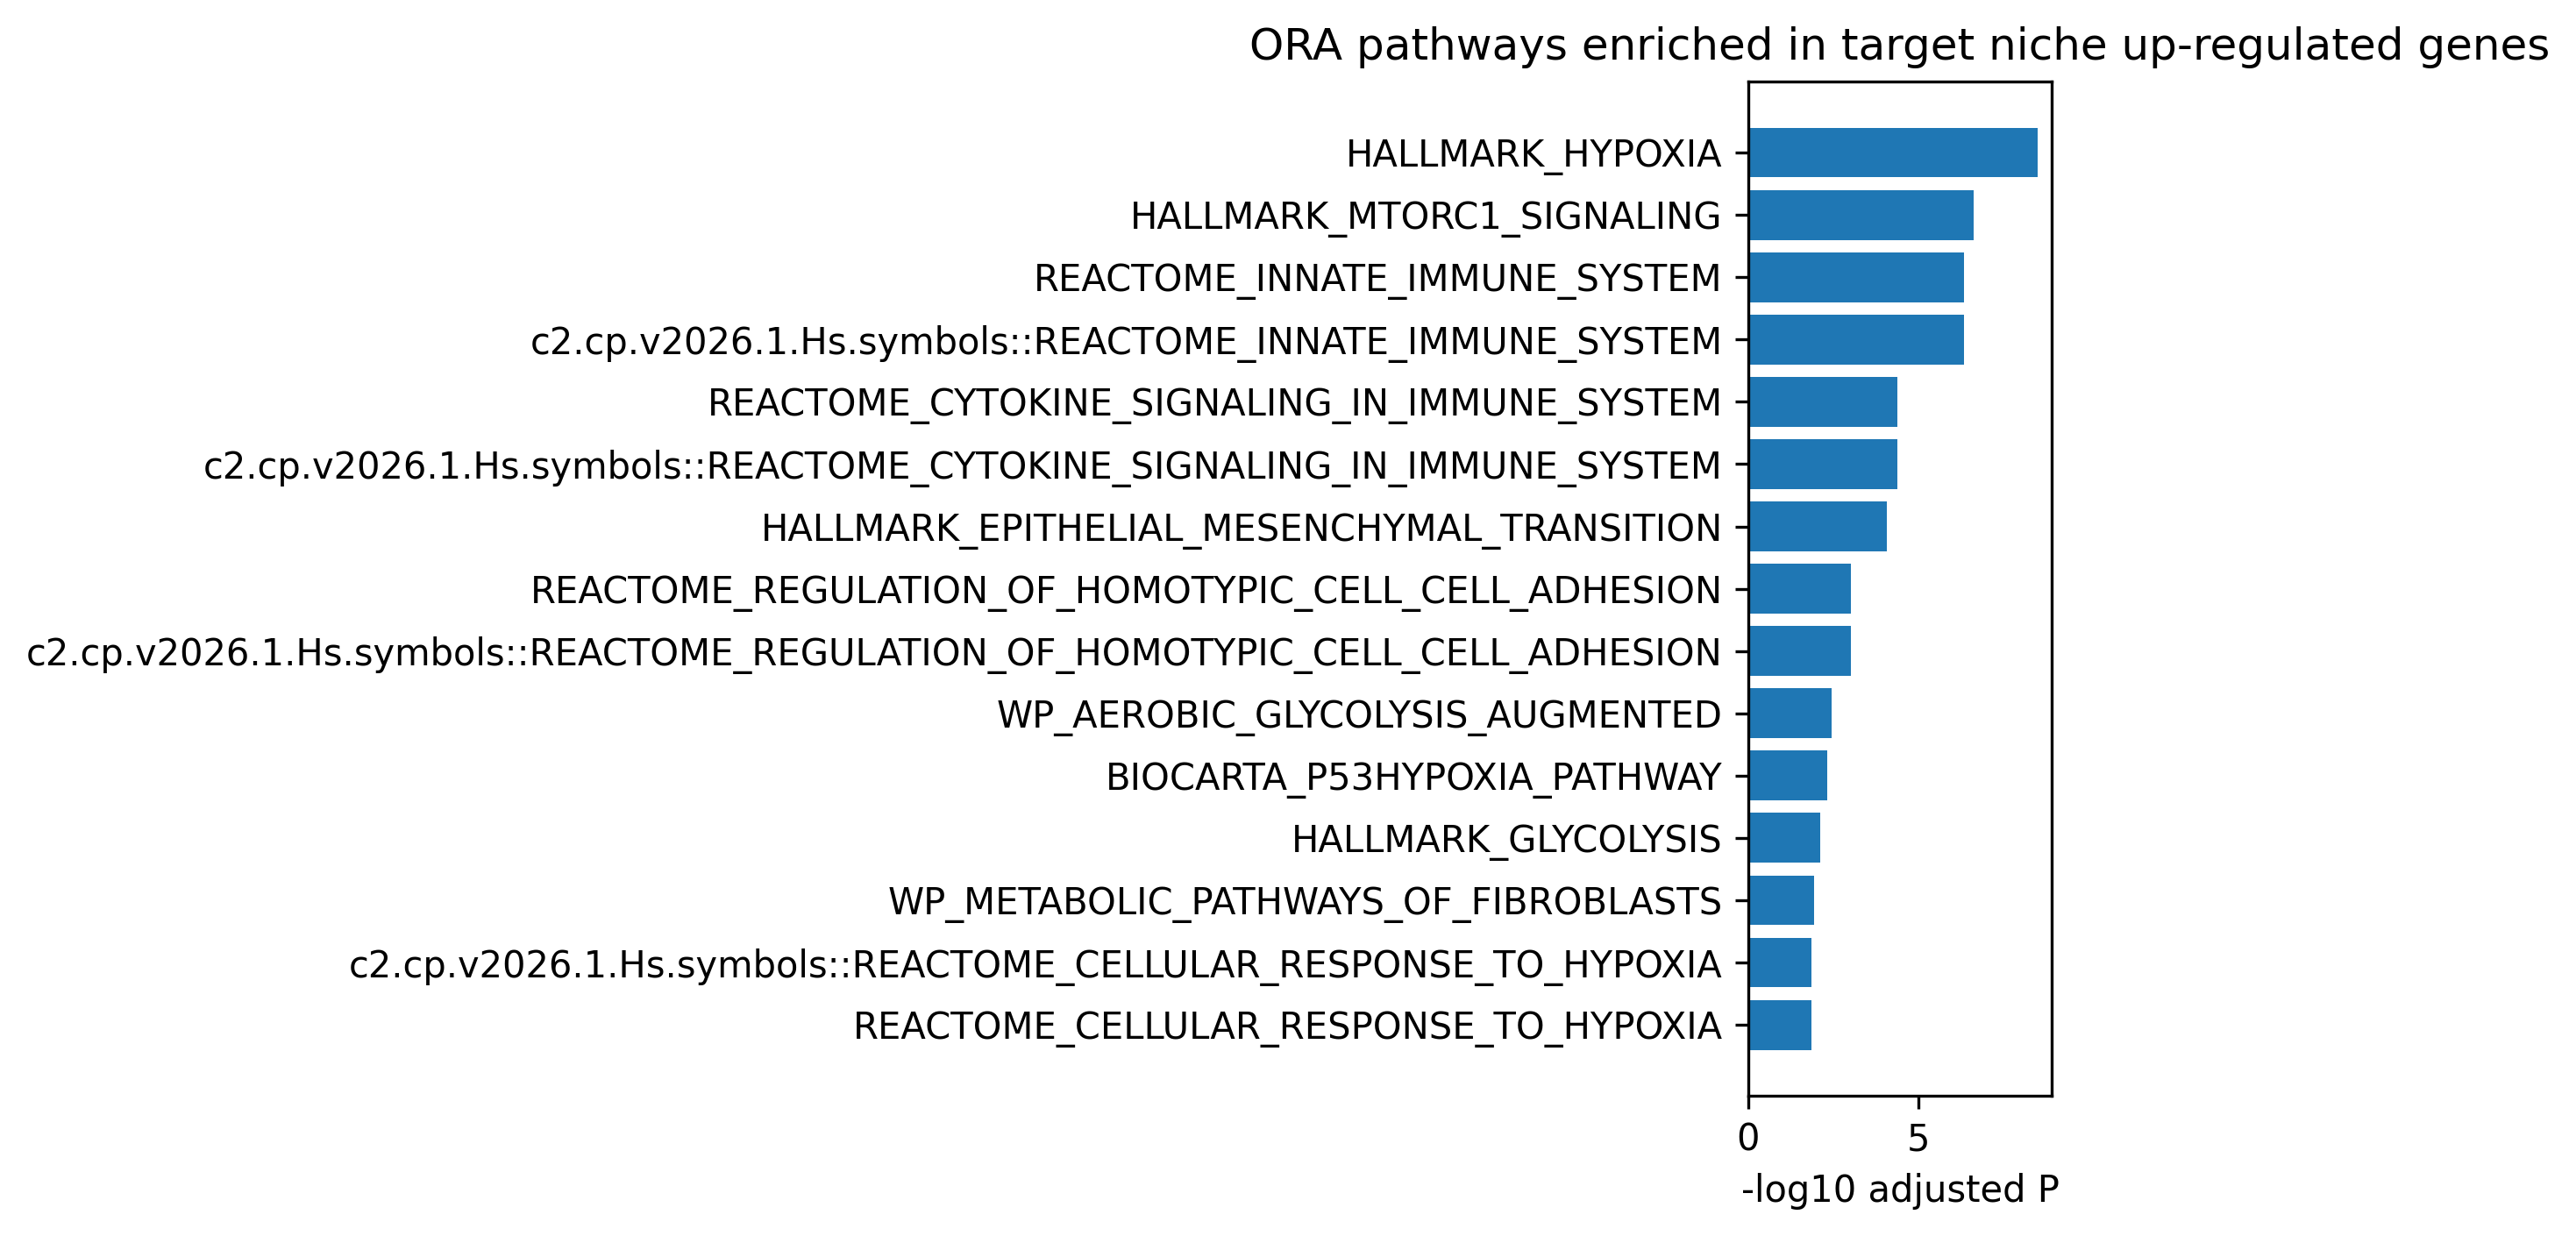 ORA pathways enriched in target niche up-regulated genes
HALLMARK_HYPOXIA
HALLMARK_MTORC1_SIGNALING
REACTOME_INNATE_IMMUNE_SYSTEM
c2.cp.v2026.1.Hs.symbols::REACTOME_INNATE_IMMUNE_SYSTEM
REACTOME_CYTOKINE_SIGNALING_IN_IMMUNE_SYSTEM
c2.cp.v2026.1.Hs.symbols::REACTOME_CYTOKINE_SIGNALING_IN_IMMUNE_SYSTEM
HALLMARK_EPITHELIAL_MESENCHYMAL_TRANSITION
REACTOME_REGULATION_OF_HOMOTYPIC_CELL_CELL_ADHESION
c2.cp.v2026.1.Hs.symbols::REACTOME_REGULATION_OF_HOMOTYPIC_CELL_CELL_ADHESION
WP_AEROBIC_GLYCOLYSIS_AUGMENTED
BIOCARTA_P53HYPOXIA_PATHWAY
HALLMARK_GLYCOLYSIS
WP_METABOLIC_PATHWAYS_OF_FIBROBLASTS
c2.cp.v2026.1.Hs.symbols::REACTOME_CELLULAR_RESPONSE_TO_HYPOXIA
REACTOME_CELLULAR_RESPONSE_TO_HYPOXIA
0 5
-log10 adjusted P